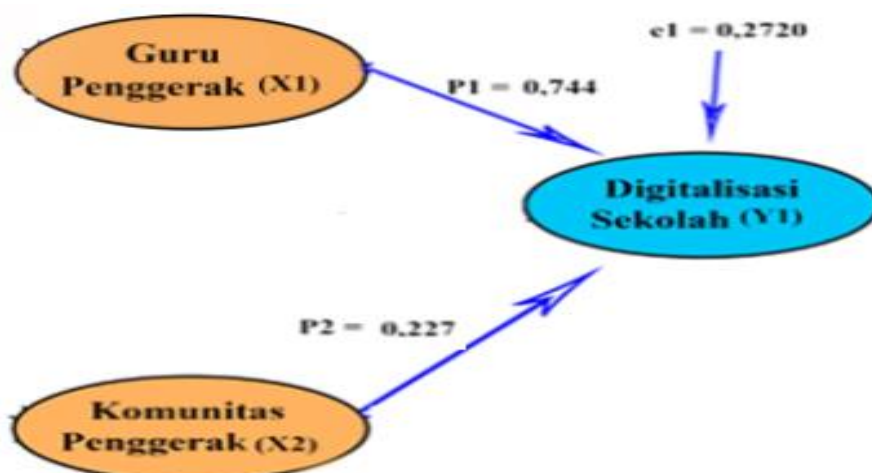 Guru
Penggerak (X1)
e1 = 0,2720
P1 = 0,744
Digitalisasi
Sekolah (Y1)
P2 = 0,227
Komunitas
Penggerak (X2)